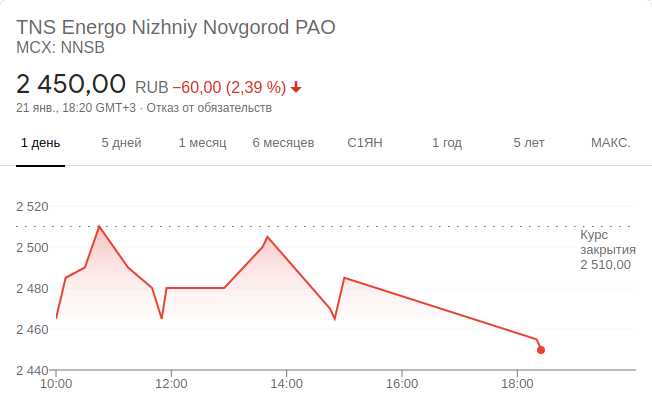 TNS Energo Nizhniy Novgorod PAO
MCX: NNSB
2 450,00 RUB −60,00 (2,39 %)
21 янв., 18:20 GMT+3 · Отказ от обязательств
1 день 5 дней 1 месяц 6 месяцев С1ЯН 1 год 5 лет МАКС.
2 520
2 500
2 480
2 460
2 440
Курс
закрытия
2 510,00
10:00 12:00 14:00 16:00 18:00